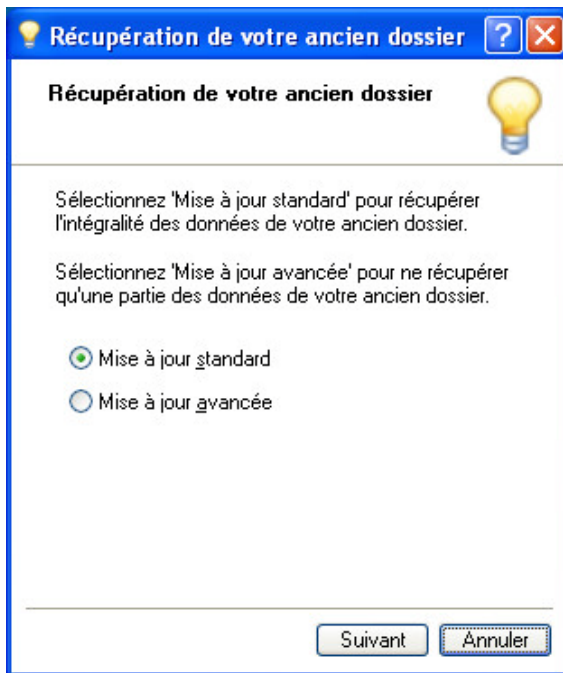 Récupération de votre ancien dossier ?
Récupération de votre ancien dossier
Sélectionnez 'Mise à jour standard' pour récupérer
l'intégralité des données de votre ancien dossier.
Sélectionnez 'Mise à jour avancée' pour ne récupérer
qu'une partie des données de votre ancien dossier.
Mise à jour standard
Mise à jour avancée
Suivant Annuler